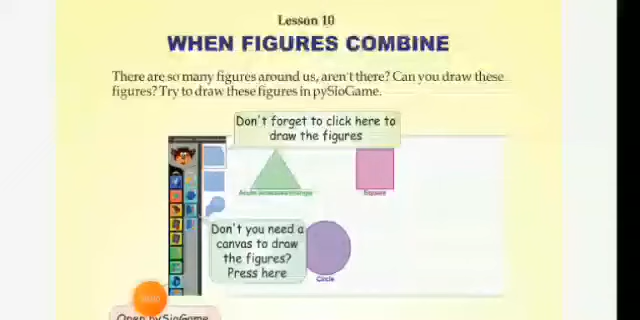 Lesson 10
WHEN FIGURES COMBINE
There are so many figures around us, aren't there? Can you draw these
figures? Try to draw these figures in pySioGame.
Don't forget to click here to
draw the figures
Square
Don't you need a
canvas to draw
the figures?
Press here
Circle
Open pySioGame